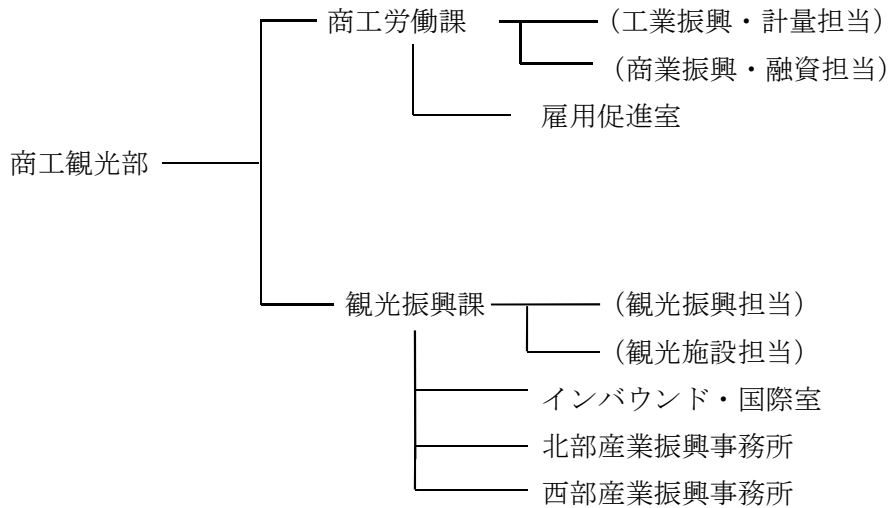 商工労働課
（工業振興・計量担当）
（商業振興・融資担当）
雇用促進室
商工観光部
観光振興課
（観光振興担当）
（観光施設担当）
インバウンド・国際室
北部産業振興事務所
西部産業振興事務所